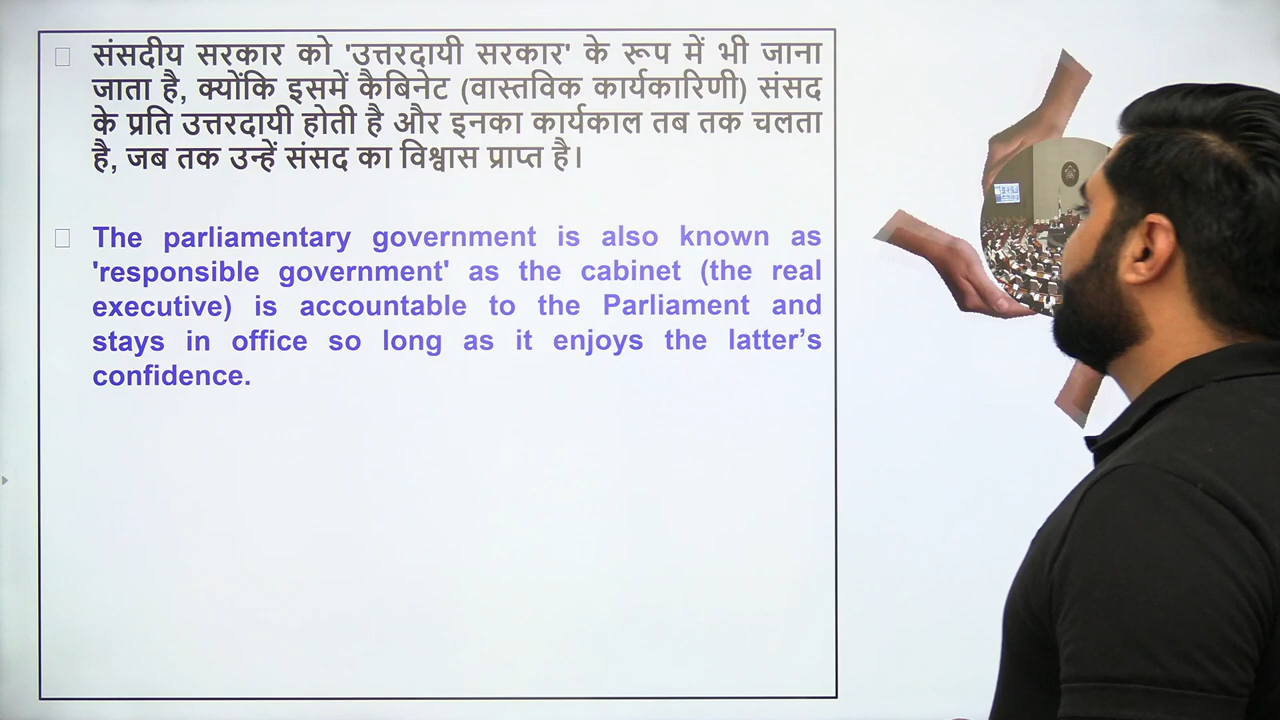 संसदीय सरकार को 'उत्तरदायी सरकार' के रूप में भी जाना
जाता है, क्योंकि इसमें कैबिनेट (वास्तविक कार्यकारिणी) संसद
के प्रति उत्तरदायी होती है और इनका कार्यकाल तब तक चलता
है, जब तक उन्हें संसद का विश्वास प्राप्त है।
The parliamentary government is also known as
'responsible government' as the cabinet (the real
executive) is accountable to the Parliament and
stays in office so long as it enjoys the latter’s
confidence.